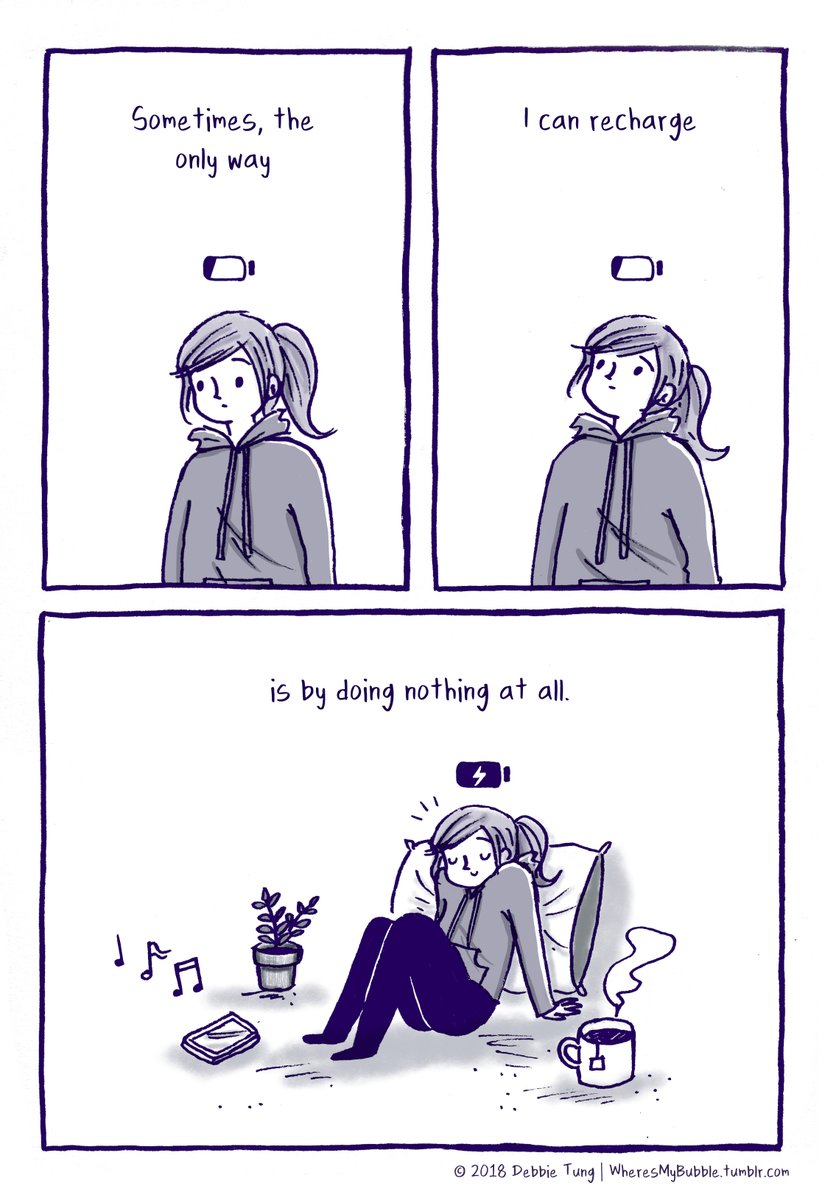 Sometimes, the
only way
I can recharge
is by doing nothing at all.
© 2018 Debbie Tung | WheresMyBubble.tumblr.com